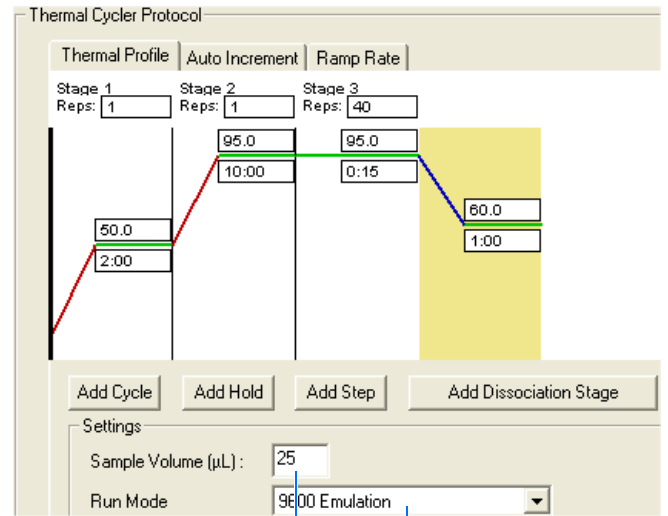 Thermal Cycler Protocol
Thermal Profile Auto Increment Ramp Rate
Stage 1 Stage 2 Stage 3
Reps: 1 Reps: 1 Reps: 40
95.0 95.0
10:00 0:15
60.0
50.0 1:00
2:00
Add Cycle Add Hold Add Step Add Dissociation Stage
Settings
Sample Volume (µL) : 25
Run Mode 9600 Emulation